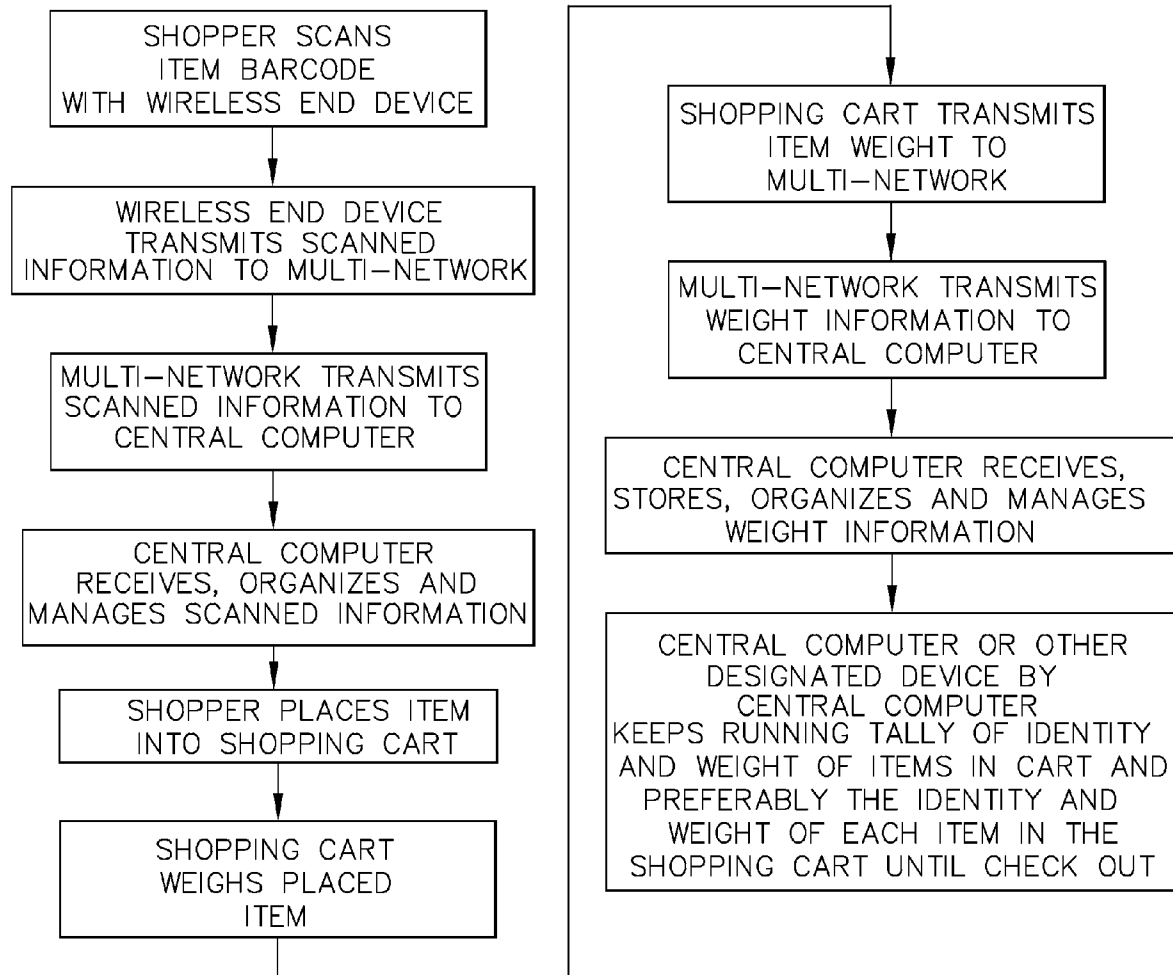 SHOPPER SCANS
ITEM BARCODE
WITH WIRELESS END DEVICE
WIRELESS END DEVICE
TRANSMITS SCANNED
INFORMATION TO MULTI-NETWORK
MULTI-NETWORK TRANSMITS
SCANNED INFORMATION TO
CENTRAL COMPUTER
CENTRAL COMPUTER
RECEIVES, ORGANIZES AND
MANAGES SCANNED INFORMATION
SHOPPER PLACES ITEM
INTO SHOPPING CART
SHOPPING CART
WEIGHS PLACED
ITEM
SHOPPING CART TRANSMITS
ITEM WEIGHT TO
MULTI-NETWORK
MULTI-NETWORK TRANSMITS
WEIGHT INFORMATION TO
CENTRAL COMPUTER
CENTRAL COMPUTER RECEIVES,
STORES, ORGANIZES AND MANAGES
WEIGHT INFORMATION
CENTRAL COMPUTER OR OTHER
DESIGNATED DEVICE BY
CENTRAL COMPUTER
KEEPS RUNNING TALLY OF IDENTITY
AND WEIGHT OF ITEMS IN CART AND
PREFERABLY THE IDENTITY AND
WEIGHT OF EACH ITEM IN THE
SHOPPING CART UNTIL CHECK OUT